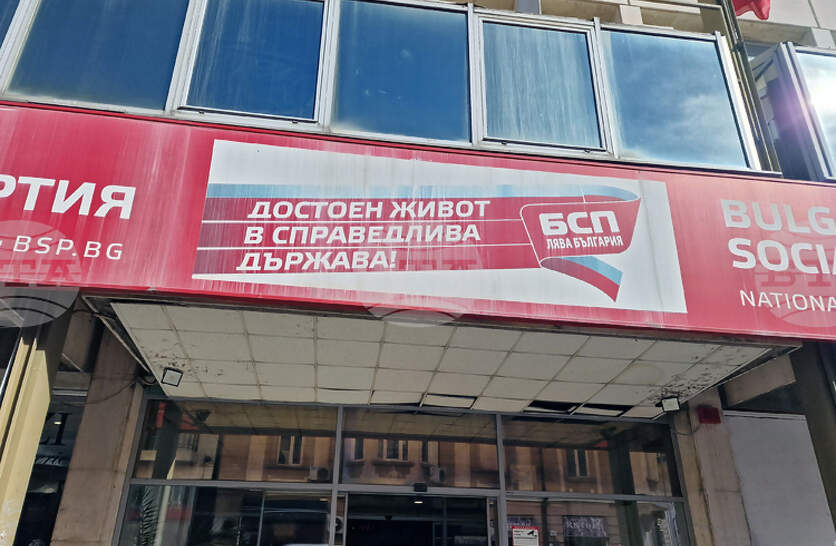 РТИЯ
BSP.BG
ДОСТОЕН ЖИВОТ
В СПРАВЕДЛИВА
ДЪРЖАВА!
БСП
ЛЯВА БЪЛГАРИЯ
BULG
SOCIA
NATIONA